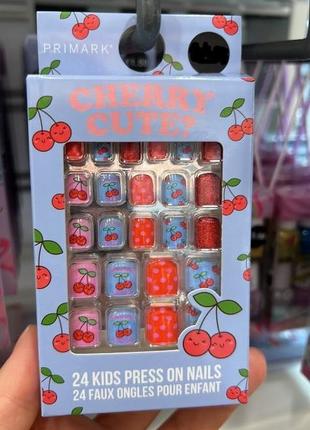 PRIMARK®
CHERRY
CUTE?
24 KIDS PRESS ON NAILS
24 FAUX ONGLES POUR ENFANT